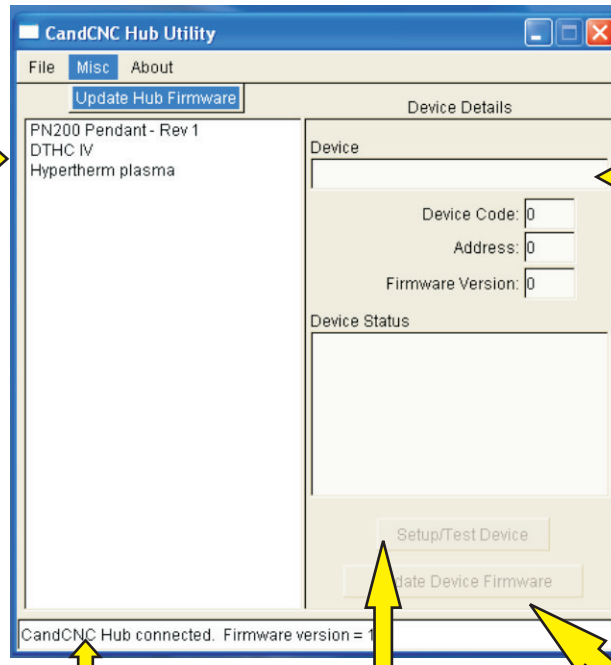 CandCNC Hub Utility
File Misc About
Update Hub Firmware
Device Details
PN200 Pendant - Rev 1
DTHC IV
Hypertherm plasma
Device
Device Code: 0
Address: 0
Firmware Version: 0
Device Status
Setup/Test Device
Device Firmware
CandCNC Hub connected. Firmware version =